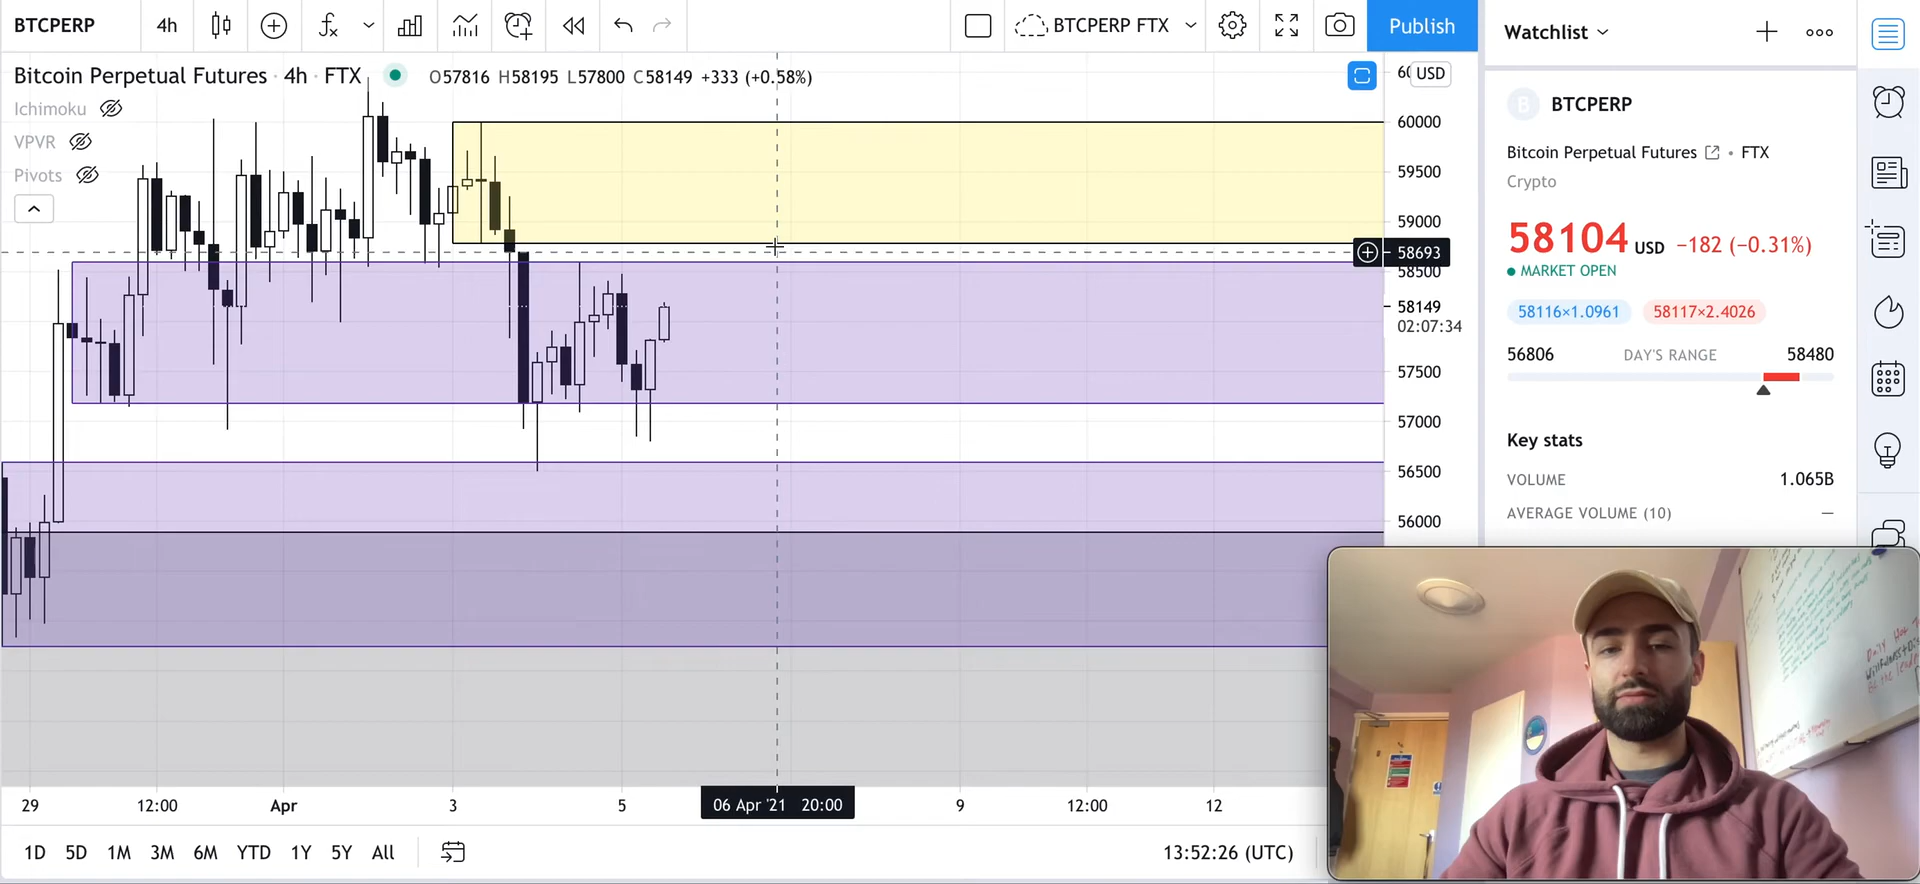 BTCPERP 4h BTCPERP FTX Publish
Bitcoin Perpetual Futures · 4h · FTX O57816 H58195 L57800 C58149 +333 (+0.58%)
Ichimoku
VPVR
Pivots
USD
60000
59500
59000
58693
58500
58149
02:07:34
57500
57000
56500
56000
29 12:00 Apr 3 5 06 Apr '21 20:00 9 12:00 12
1D 5D 1M 3M 6M YTD 1Y 5Y All 13:52:26 (UTC)
Watchlist
B BTCPERP
Bitcoin Perpetual Futures • FTX
Crypto
58104 USD −182 (−0.31%)
MARKET OPEN
58116×1.0961 58117×2.4026
56806 DAY'S RANGE 58480
Key stats
VOLUME 1.065B
AVERAGE VOLUME (10) —